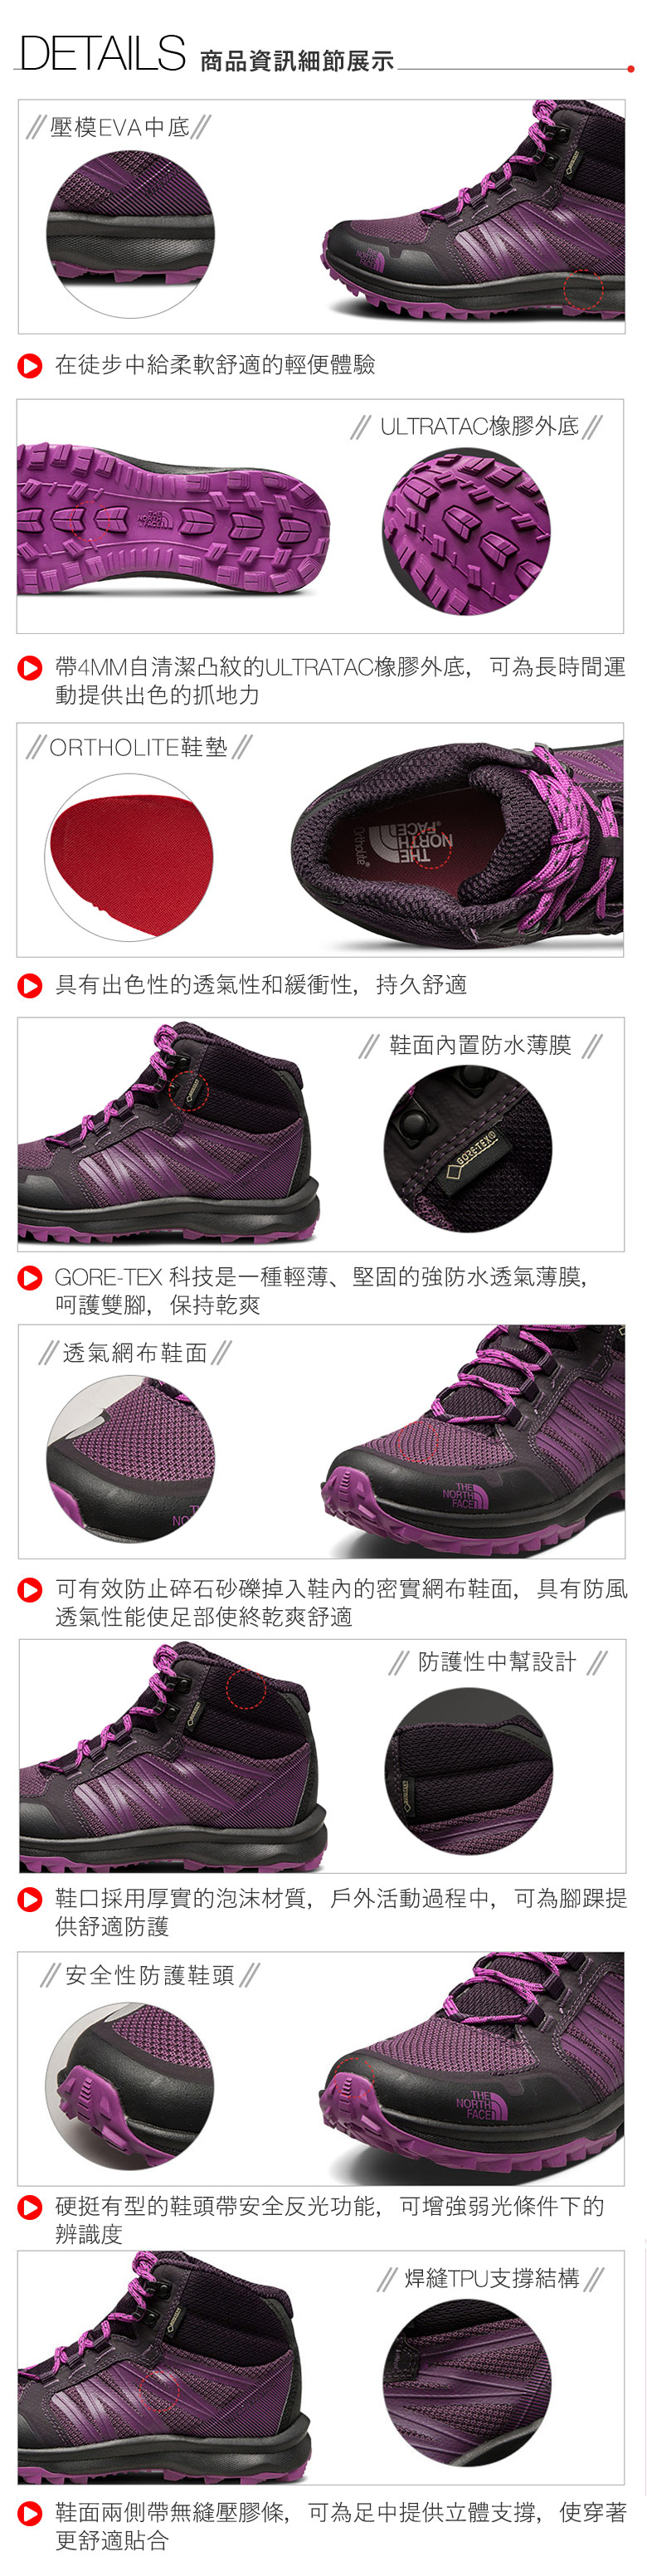 DETAILS 商品資訊細節展示
壓模EVA中底
THE
NORTH
FACE
在徒步中給柔軟舒適的輕便體驗
ULTRATAC橡膠外底
THE
NORTH
FACE
帶4MM自清潔凸紋的ULTRATAC橡膠外底，可為長時間運
動提供出色的抓地力
ORTHOLITE鞋墊
THE
NORTH
FACE®
Ortholite®
具有出色性的透氣性和緩衝性，持久舒適
鞋面內置防水薄膜
GORE-TEX®
GORE-TEX 科技是一種輕薄、堅固的強防水透氣薄膜，
呵護雙腳，保持乾爽
透氣網布鞋面
THE
NORTH
FACE
可有效防止碎石砂礫掉入鞋內的密實網布鞋面，具有防風
透氣性能使足部使終乾爽舒適
防護性中幫設計
鞋口採用厚實的泡沫材質，戶外活動過程中，可為腳踝提
供舒適防護
安全性防護鞋頭
THE
NORTH
FACE
硬挺有型的鞋頭帶安全反光功能，可增強弱光條件下的
辨識度
焊縫TPU支撐結構
鞋面兩側帶無縫壓膠條，可為足中提供立體支撐，使穿著
更舒適貼合